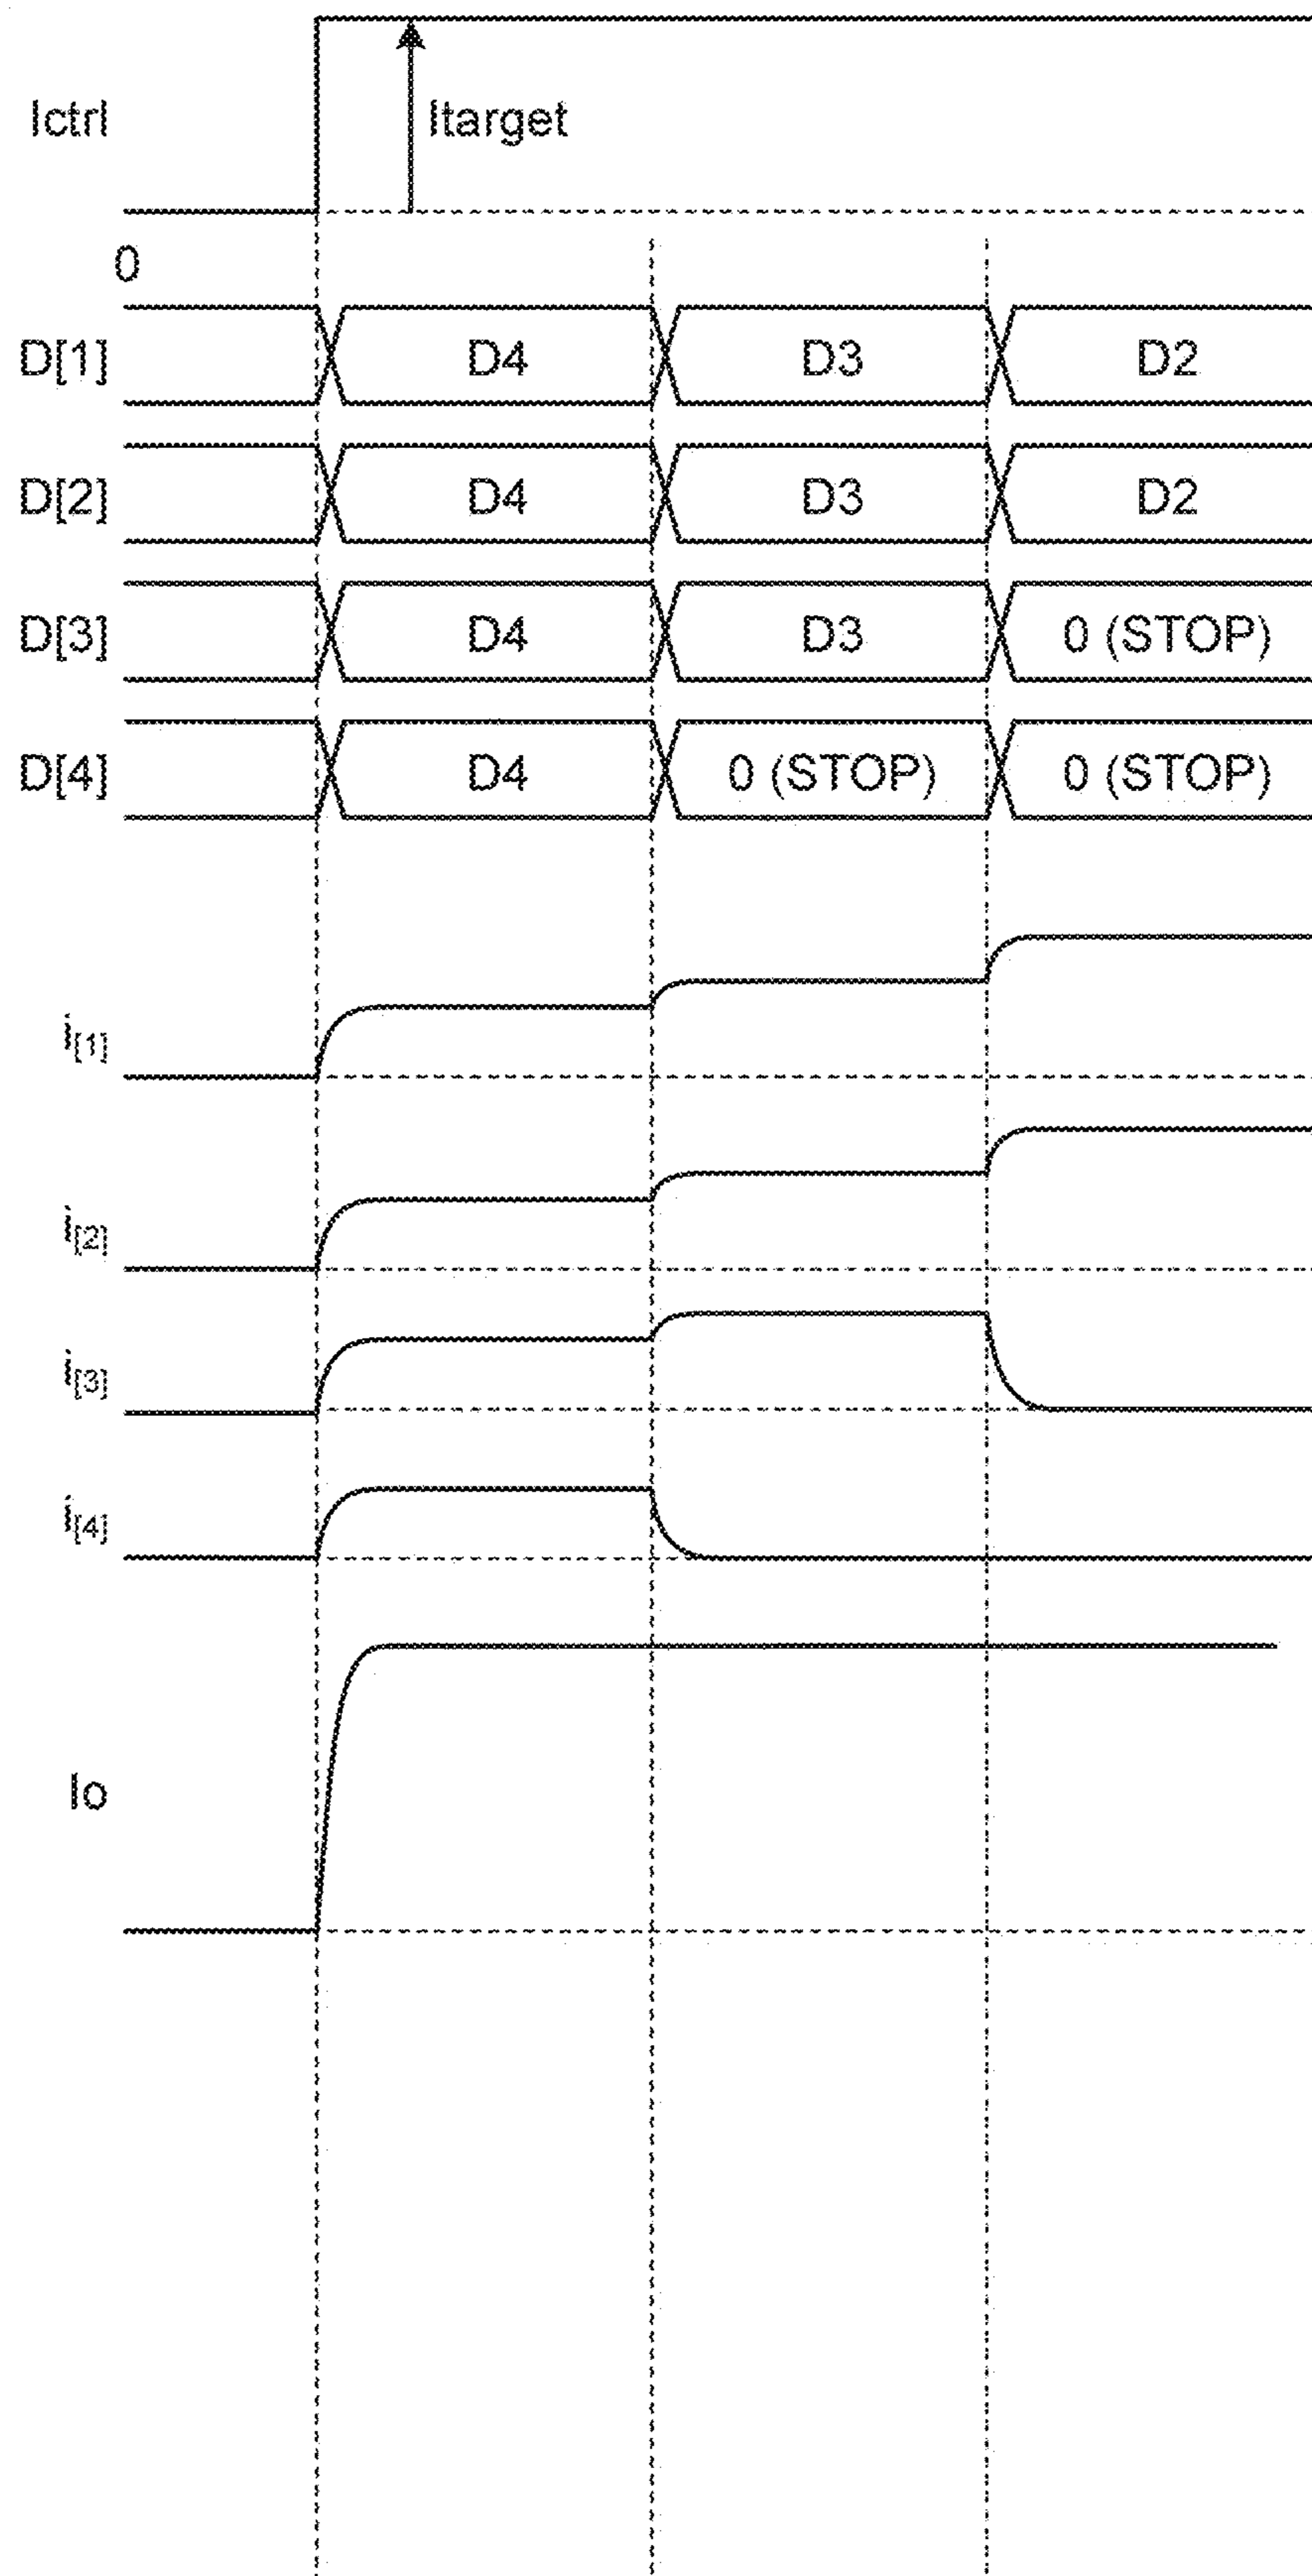 Ictrl Itarget
0
D[1] D4 D3 D2
D[2] D4 D3 D2
D[3] D4 D3 0 (STOP)
D[4] D4 0 (STOP) 0 (STOP)
i[1]
i[2]
i[3]
i[4]
Io